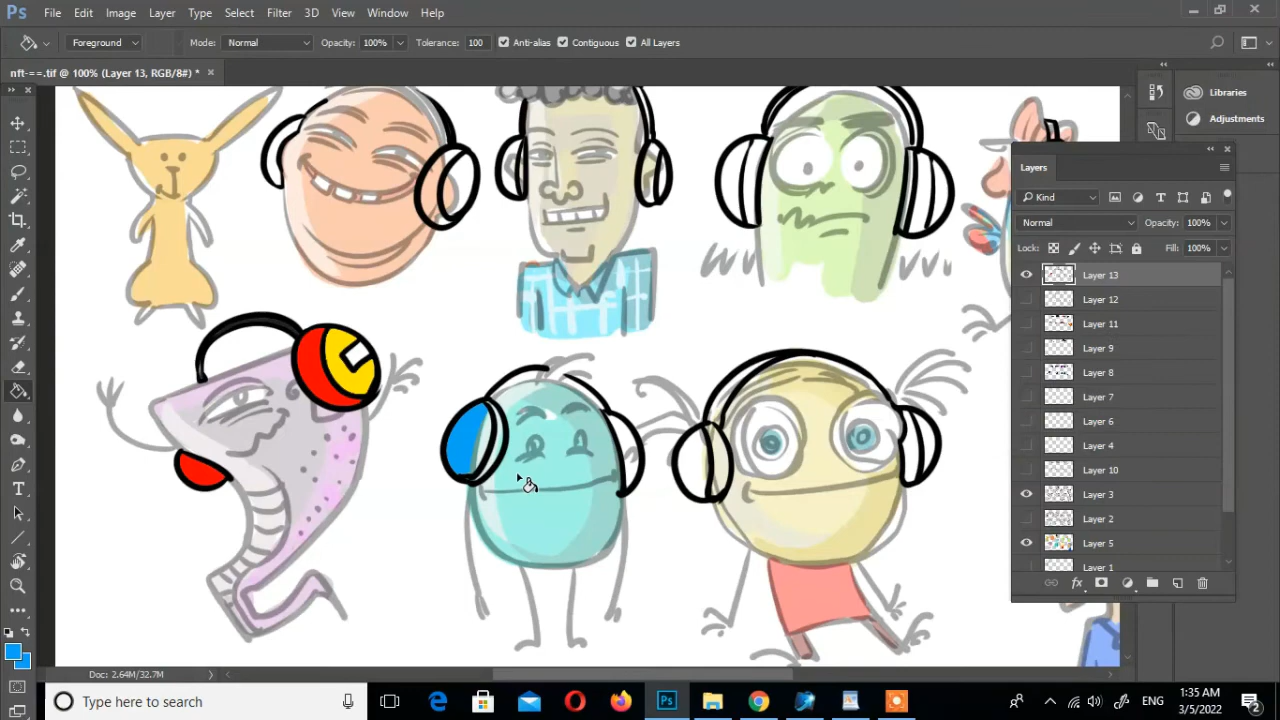 Ps File Edit Image Layer Type Select Filter 3D View Window Help
Foreground Mode: Normal Opacity: 100% Tolerance: 100 Anti-alias Contiguous All Layers
nft-==.tif @ 100% (Layer 13, RGB/8#) * ×
Libraries
Adjustments
Layers
Kind
Normal Opacity: 100%
Lock: Fill: 100%
Layer 13
Layer 12
Layer 11
Layer 9
Layer 8
Layer 7
Layer 6
Layer 4
Layer 10
Layer 3
Layer 2
Layer 5
Layer 1
fx
Doc: 2.64M/32.7M
Type here to search
Ps
ENG
1:35 AM
3/5/2022
2